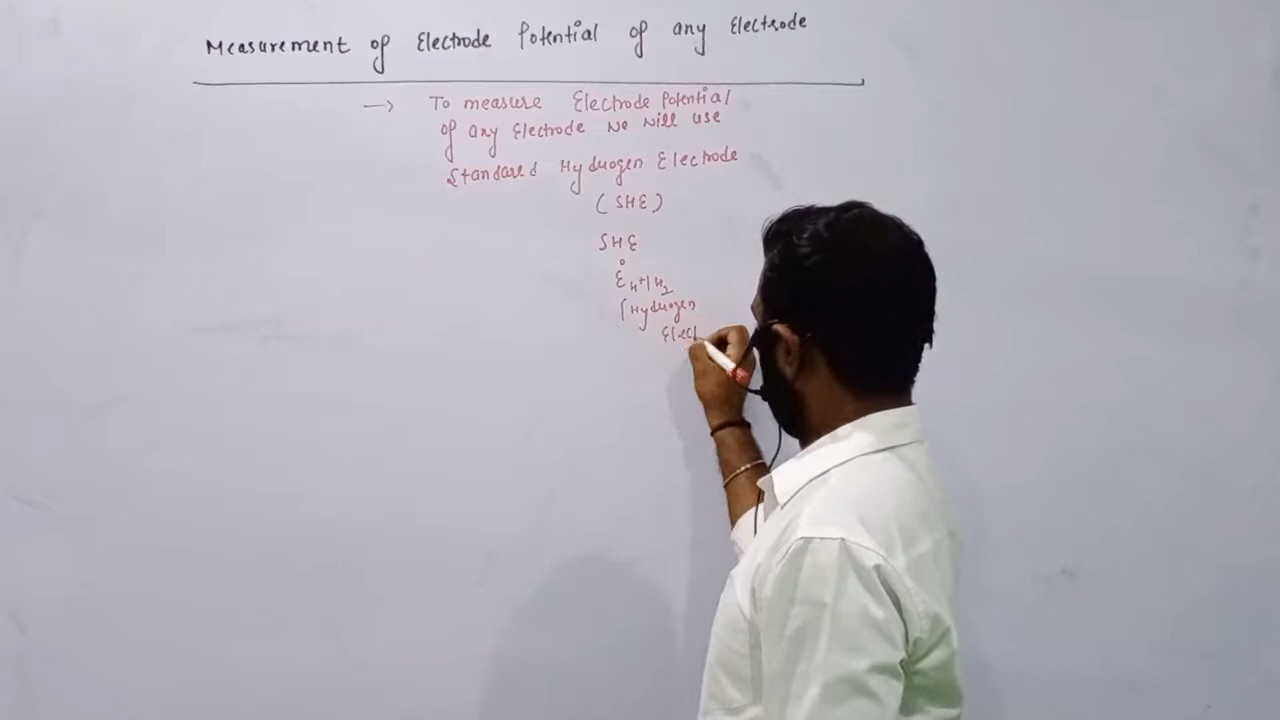 Measurement of Electrode Potential of any Electrode
→ To measure Electrode Potential
of any Electrode we will use
Standard Hydrogen Electrode
(SHE)
SHE
E°H+/H2
(Hydrogen
Elect